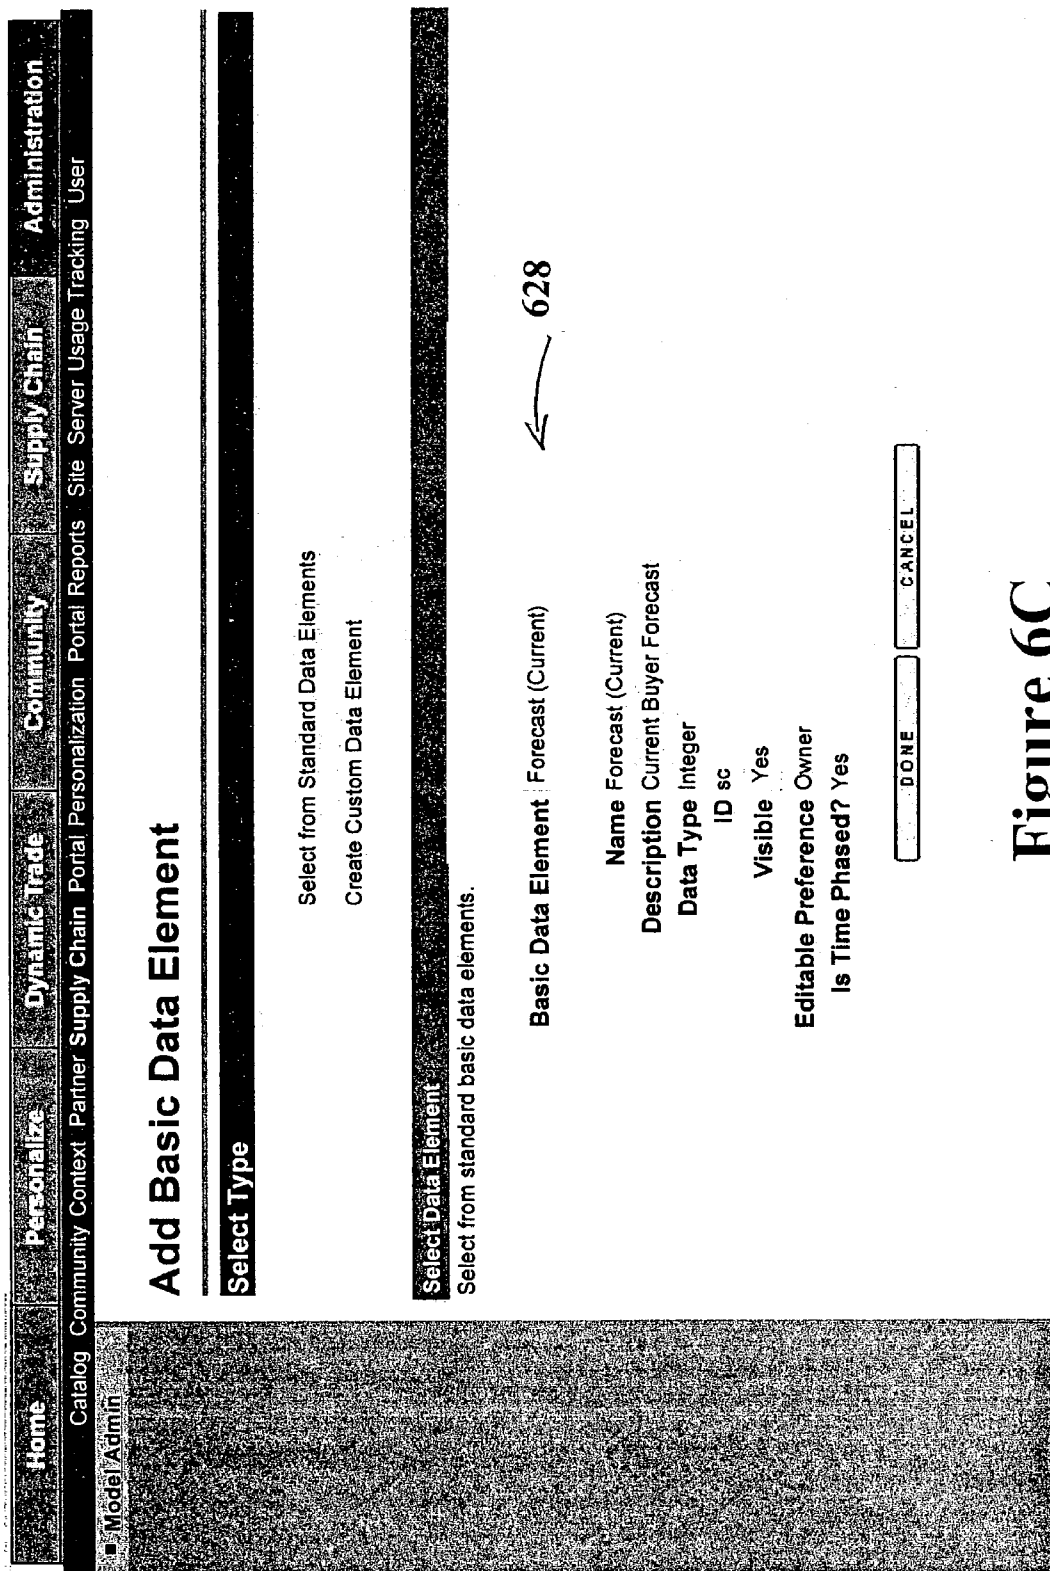 Home Personalize Dynamic Trade Community Supply Chain Administration
Catalog Community Context Partner Supply Chain Portal Personalization Portal Reports Site Server Usage Tracking User
Model Admin
Add Basic Data Element
Select Type
Select from Standard Data Elements
Create Custom Data Element
Select Data Element
Select from standard basic data elements.
628
Basic Data Element Forecast (Current)
Name Forecast (Current)
Description Current Buyer Forecast
Data Type Integer
ID sc
Visible Yes
Editable Preference Owner
Is Time Phased? Yes
DONE CANCEL
Figure 6C